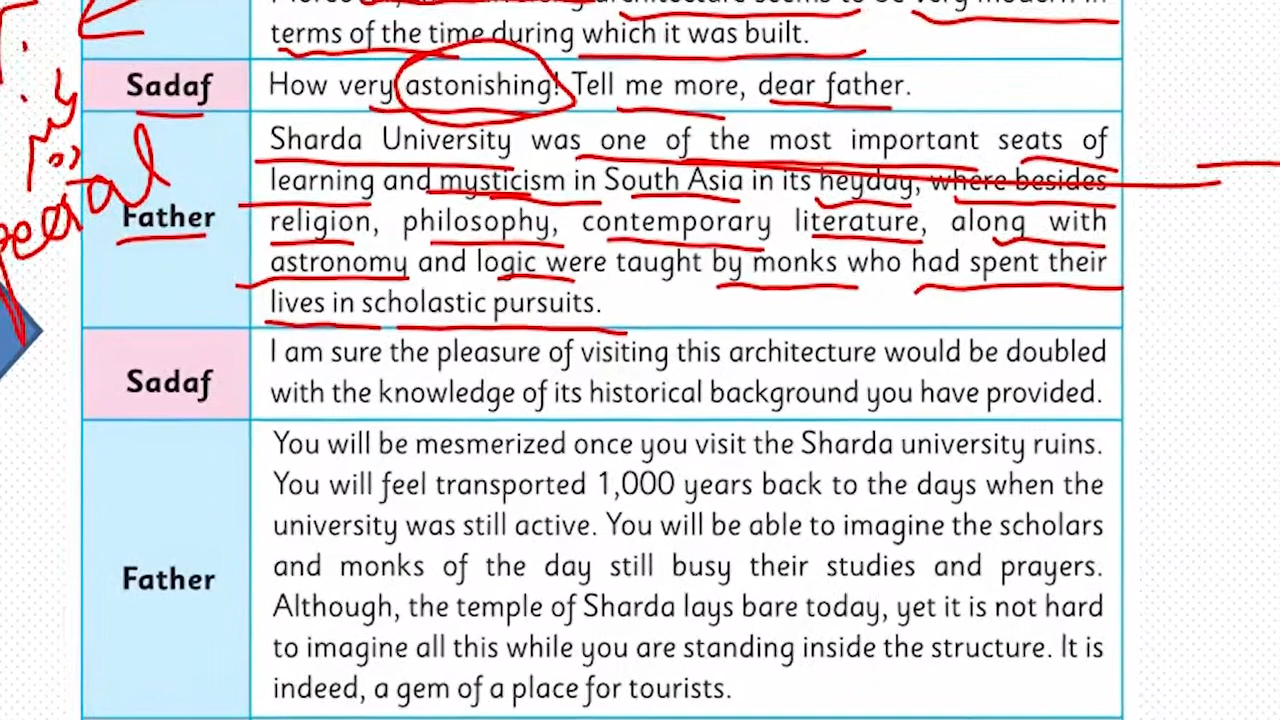 architecture seems to be very modern in
terms of the time during which it was built.
Sadaf
How very astonishing! Tell me more, dear father.
Father
Sharda University was one of the most important seats of
learning and mysticism in South Asia in its heyday, where besides
religion, philosophy, contemporary literature, along with
astronomy and logic were taught by monks who had spent their
lives in scholastic pursuits.
Sadaf
I am sure the pleasure of visiting this architecture would be doubled
with the knowledge of its historical background you have provided.
Father
You will be mesmerized once you visit the Sharda university ruins.
You will feel transported 1,000 years back to the days when the
university was still active. You will be able to imagine the scholars
and monks of the day still busy their studies and prayers.
Although, the temple of Sharda lays bare today, yet it is not hard
to imagine all this while you are standing inside the structure. It is
indeed, a gem of a place for tourists.